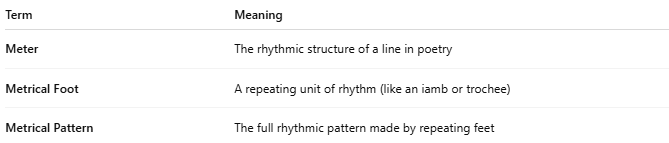 Term Meaning
Meter The rhythmic structure of a line in poetry
Metrical Foot A repeating unit of rhythm (like an iamb or trochee)
Metrical Pattern The full rhythmic pattern made by repeating feet